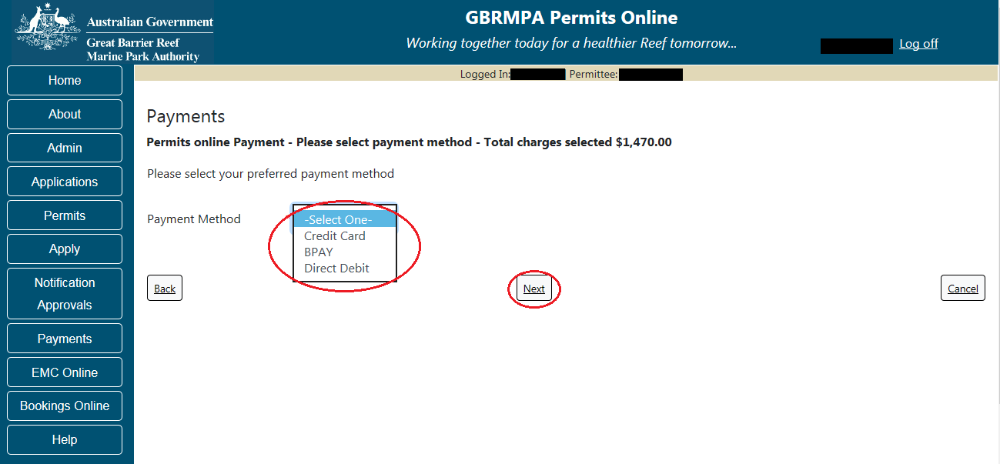 Australian Government
Great Barrier Reef
Marine Park Authority
GBRMPA Permits Online
Working together today for a healthier Reef tomorrow...
Log off
Logged In: Permittee:
Home
About
Admin
Applications
Permits
Apply
Notification
Approvals
Payments
EMC Online
Bookings Online
Help
Payments
Permits online Payment - Please select payment method - Total charges selected $1,470.00
Please select your preferred payment method
Payment Method
-Select One-
Credit Card
BPAY
Direct Debit
Back
Next
Cancel